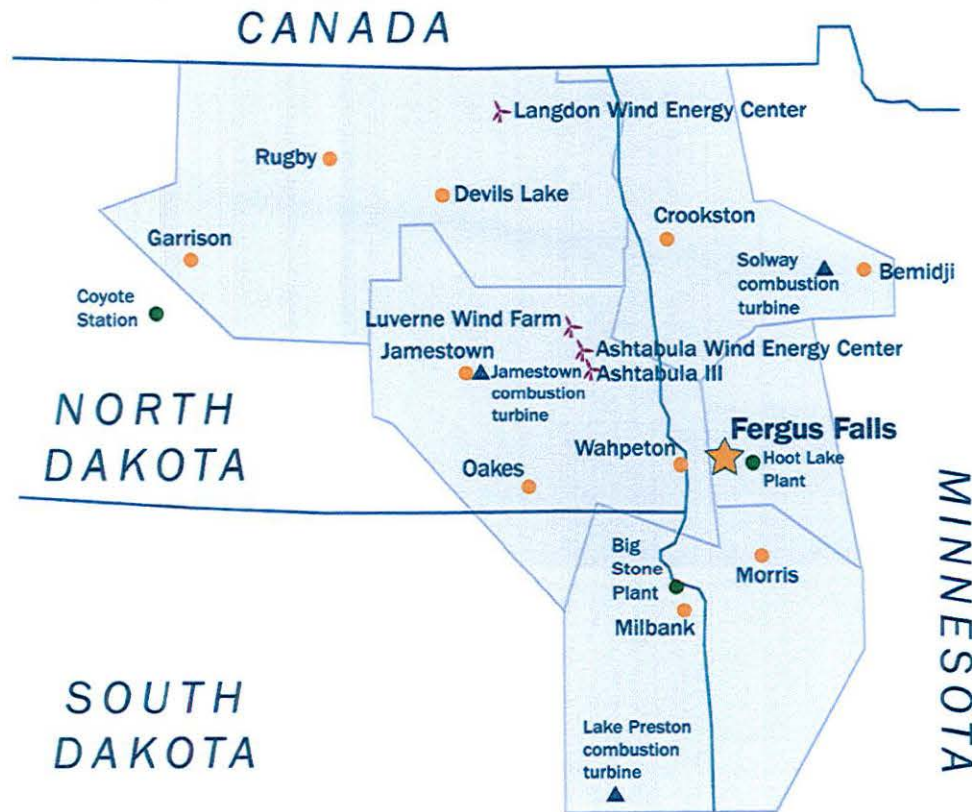 CANADA
Langdon Wind Energy Center
Rugby
Devils Lake
Crookston
Garrison
Solway
combustion
turbine
Bemidji
Coyote
Station
Luverne Wind Farm
Ashtabula Wind Energy Center
Jamestown
Ashtabula III
Jamestown
combustion
turbine
NORTH
DAKOTA
Fergus Falls
Wahpeton
Hoot Lake
Plant
Oakes
MINNESOTA
Big
Stone
Plant
Morris
Milbank
SOUTH
DAKOTA
Lake Preston
combustion
turbine